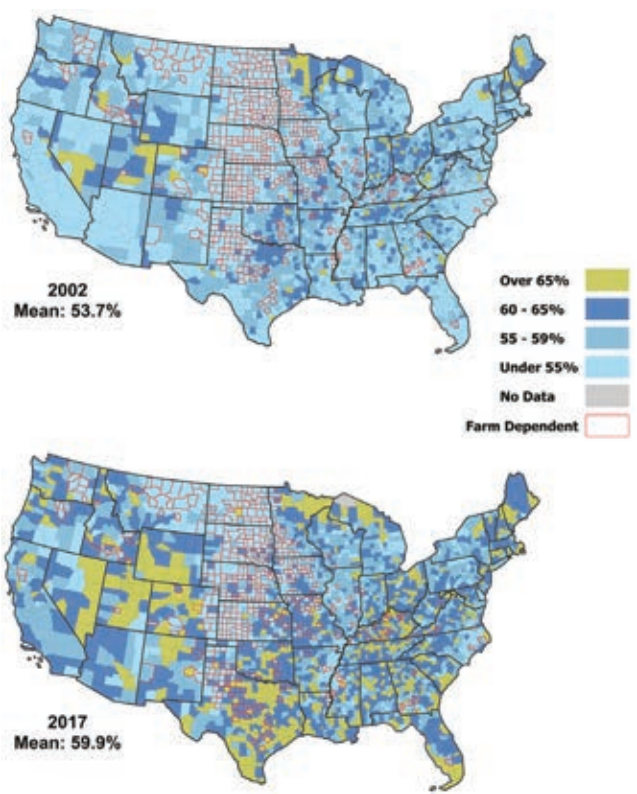 2002
Mean: 53.7%
Over 65%
60 - 65%
55 - 59%
Under 55%
No Data
Farm Dependent
2017
Mean: 59.9%